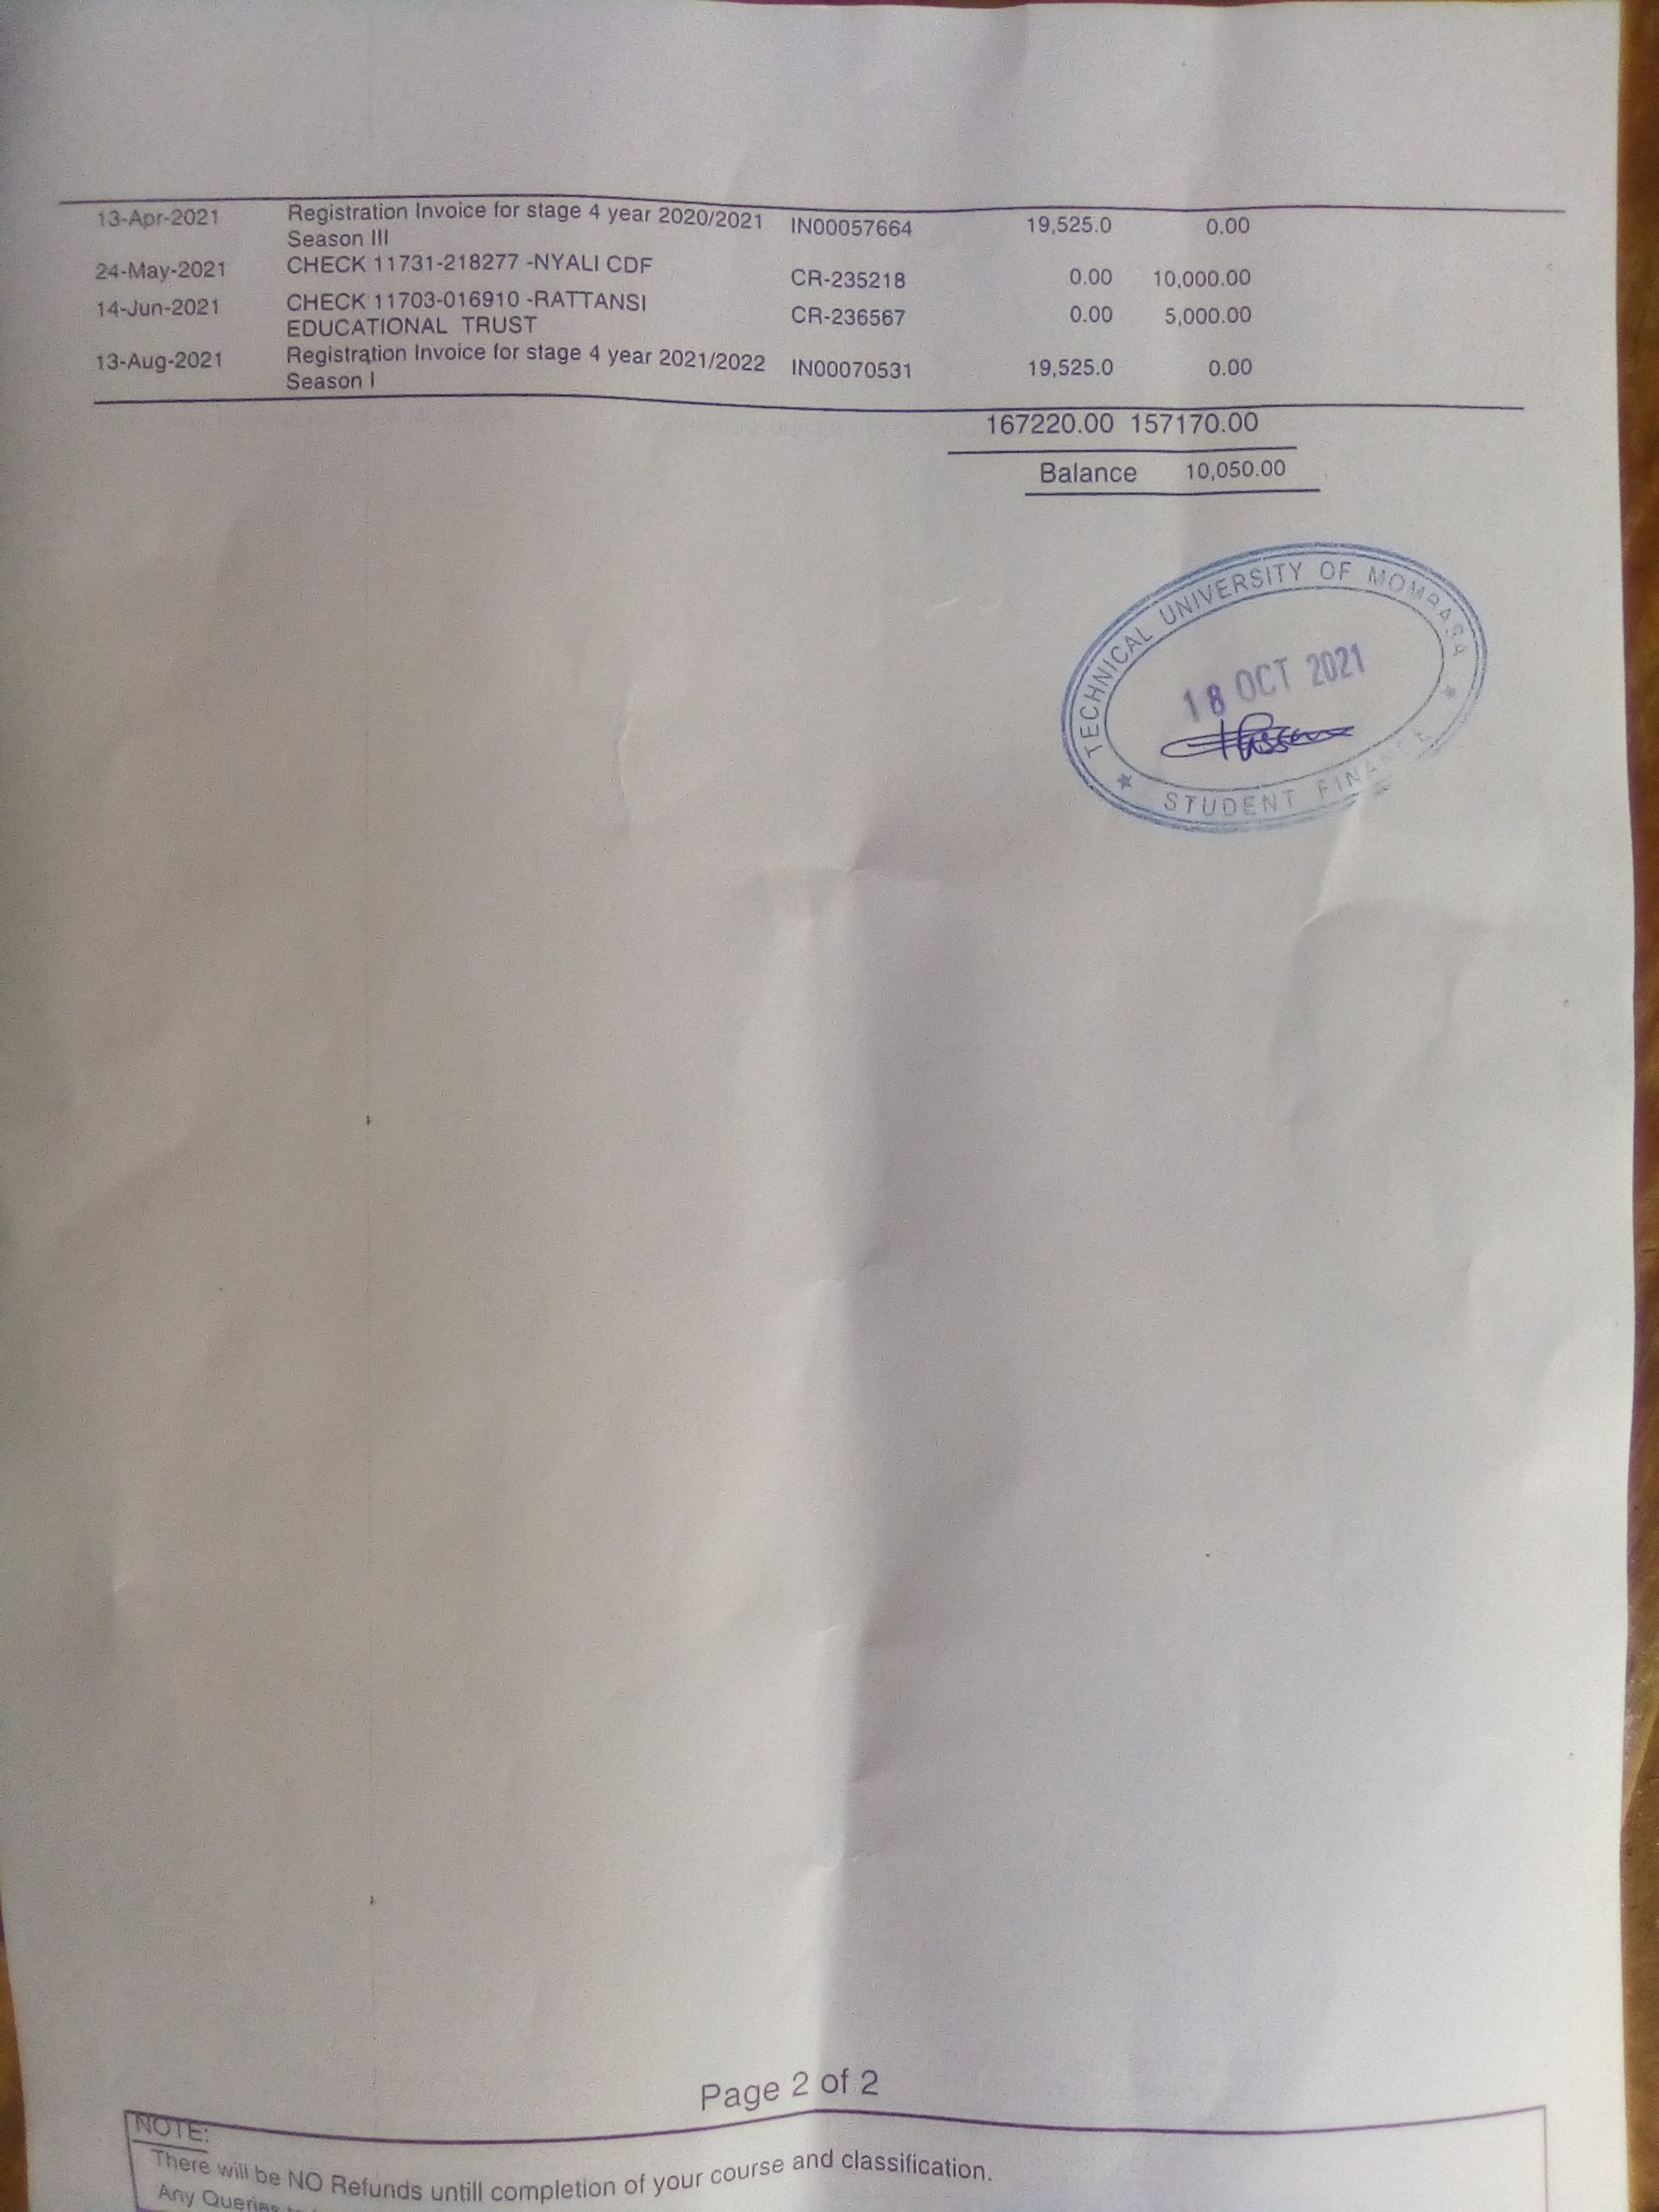 13-Apr-2021 Registration Invoice for stage 4 year 2020/2021 IN00057664 19,525.0 0.00
Season III
24-May-2021 CHECK 11731-218277 -NYALI CDF CR-235218 0.00 10,000.00
14-Jun-2021 CHECK 11703-016910 -RATTANSI CR-236567 0.00 5,000.00
EDUCATIONAL TRUST
13-Aug-2021 Registration Invoice for stage 4 year 2021/2022 IN00070531 19,525.0 0.00
Season I
167220.00 157170.00
Balance 10,050.00
TECHNICAL UNIVERSITY OF MOMBASA
18 OCT 2021
STUDENT FINANCE
Page 2 of 2
NOTE:
There will be NO Refunds untill completion of your course and classification.
Any Queries